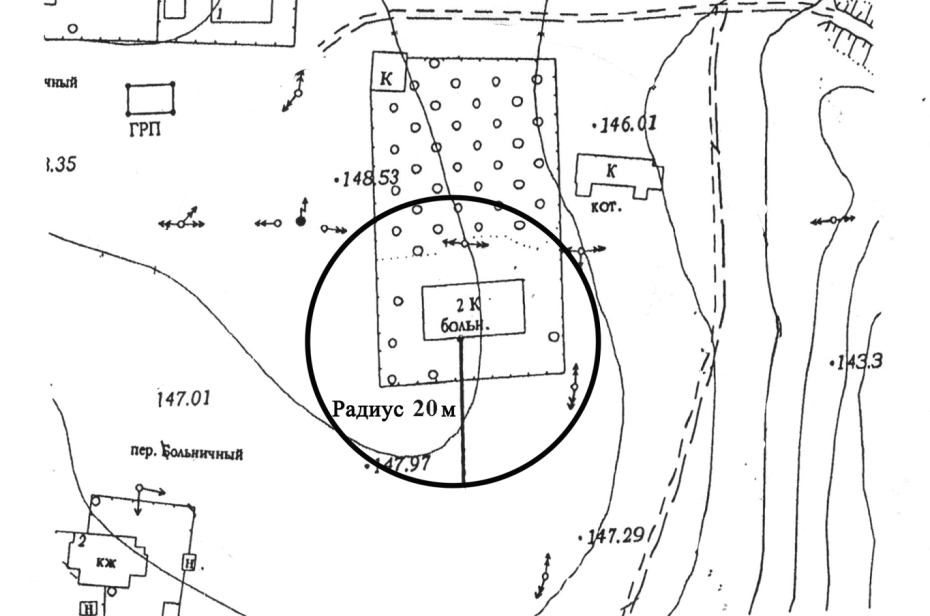 1
К
чный
ГРП
146.01
.35
148.53
К
кот.
2 К
больн.
143.3
147.01
Радиус 20 м
пер. Больничный
147.97
2
кж
н
147.29
н